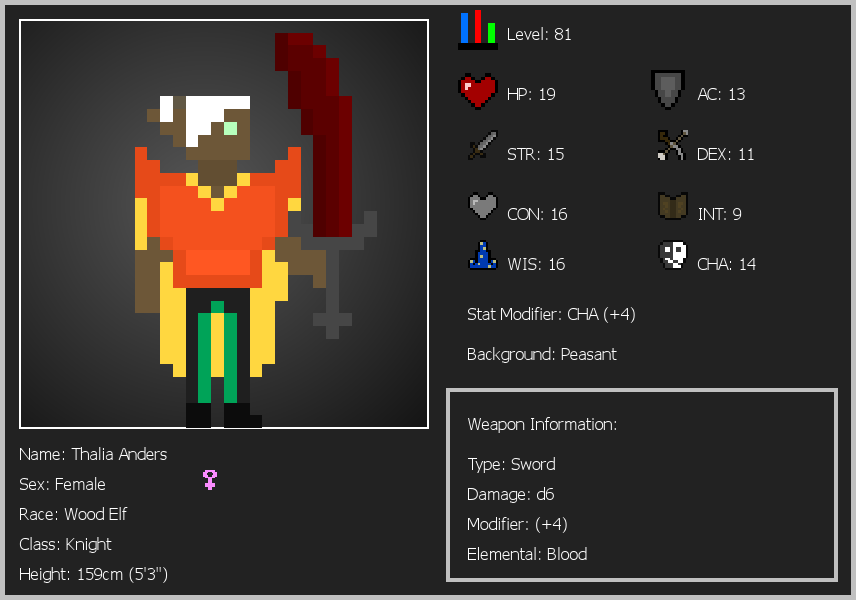 Level: 81
HP: 19
AC: 13
STR: 15
DEX: 11
CON: 16
INT: 9
WIS: 16
CHA: 14
Stat Modifier: CHA (+4)
Background: Peasant
Weapon Information:
Type: Sword
Damage: d6
Modifier: (+4)
Elemental: Blood
Name: Thalia Anders
Sex: Female
Race: Wood Elf
Class: Knight
Height: 159cm (5'3")